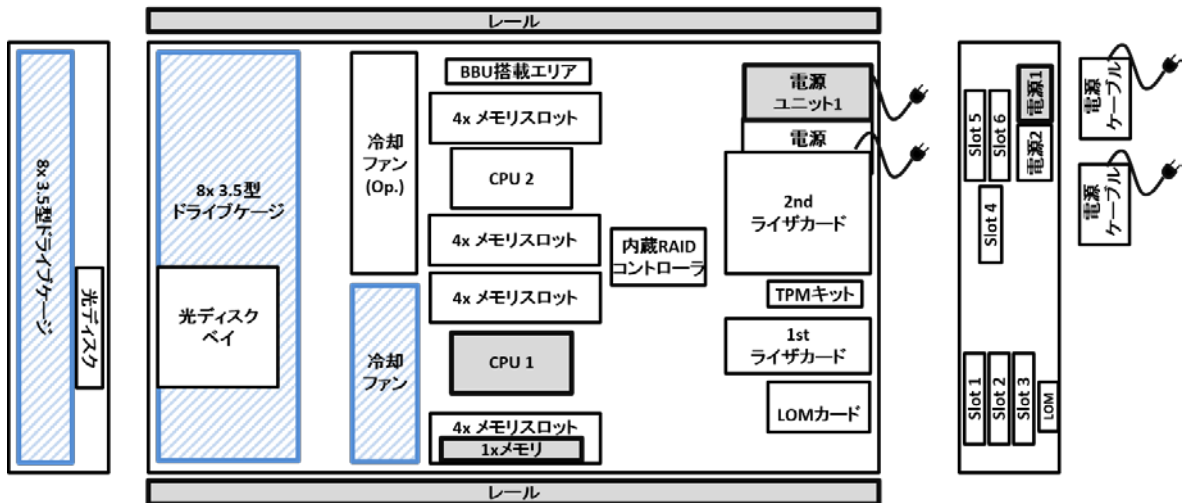 レール
8x 3.5型ドライブケージ
光ディスク
8x 3.5型
ドライブケージ
光ディスク
ベイ
冷却
ファン
(Op.)
冷却
ファン
BBU搭載エリア
4x メモリスロット
CPU 2
4x メモリスロット
4x メモリスロット
CPU 1
4x メモリスロット
1xメモリ
内蔵RAID
コントローラ
電源
ユニット1
電源
2nd
ライザカード
TPMキット
1st
ライザカード
LOMカード
レール
Slot 5
Slot 6
電源1
電源2
Slot 4
Slot 1
Slot 2
Slot 3
LOM
電源
ケーブル
電源
ケーブル